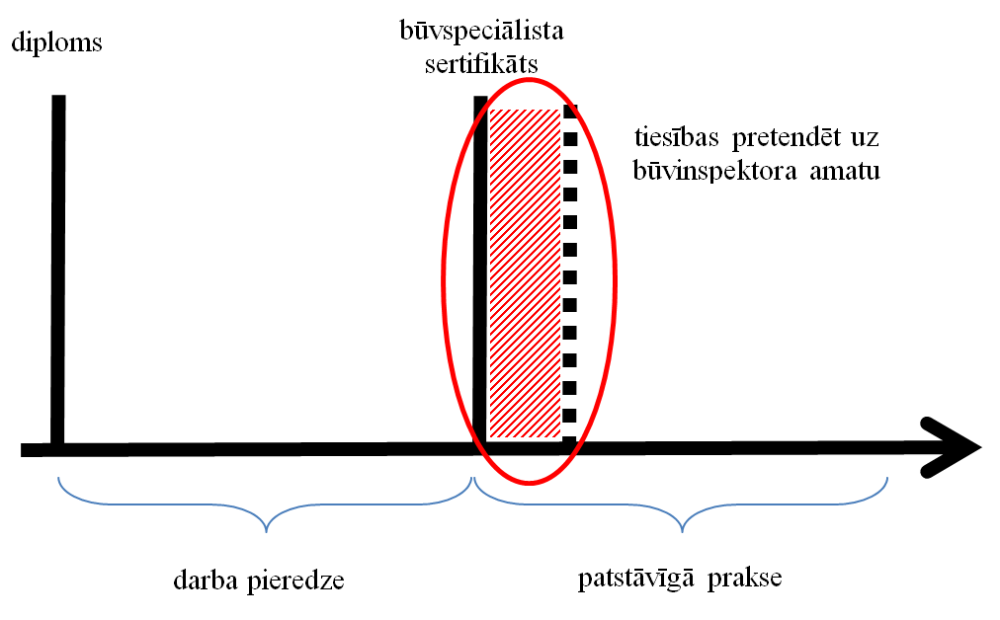 diploms
būvspeciālista
sertifikāts
tiesības pretendēt uz
būvinspektora amatu
darba pieredze
patstāvīgā prakse